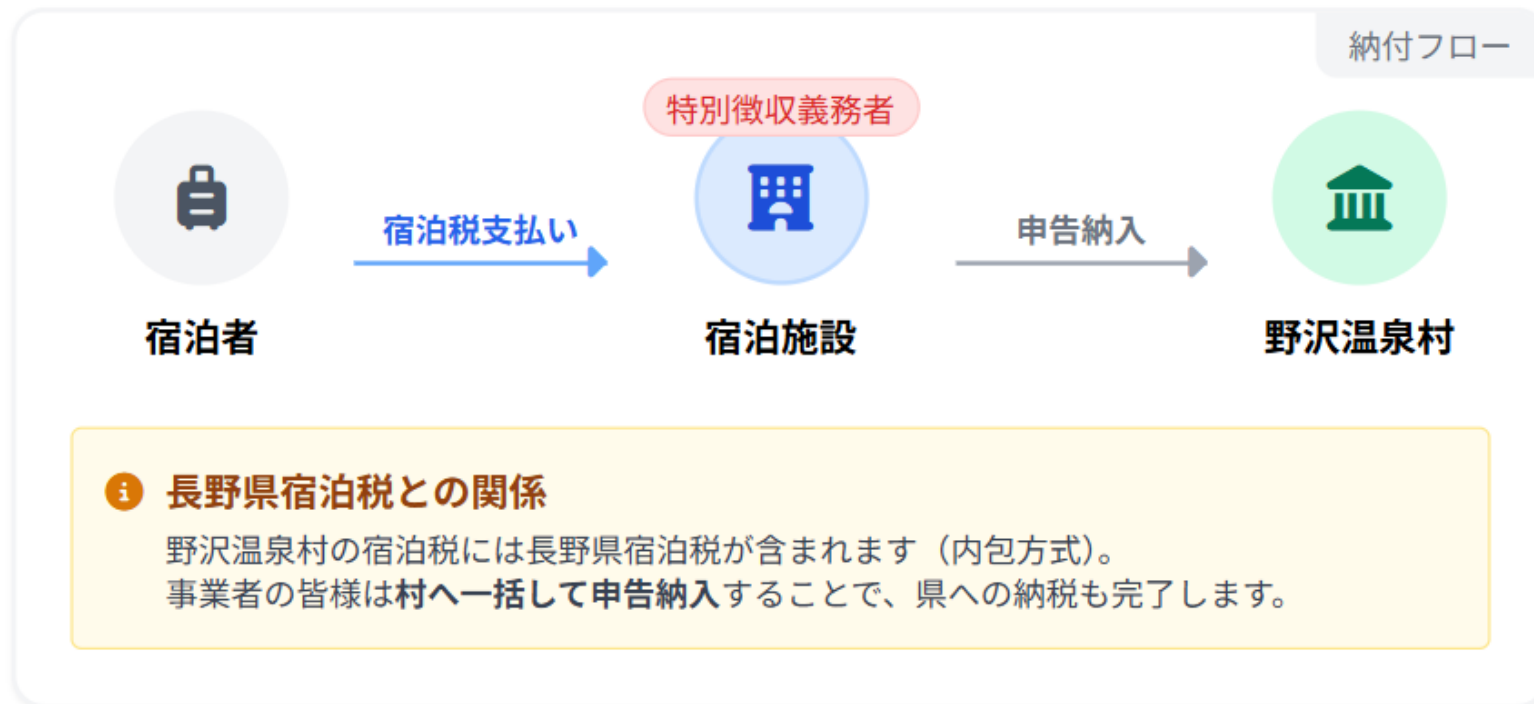 納付フロー
特別徴収義務者
宿泊税支払い
申告納入
宿泊者
宿泊施設
野沢温泉村
長野県宿泊税との関係
野沢温泉村の宿泊税には長野県宿泊税が含まれます（内包方式）。
事業者の皆様は村へ一括して申告納入することで、県への納税も完了します。